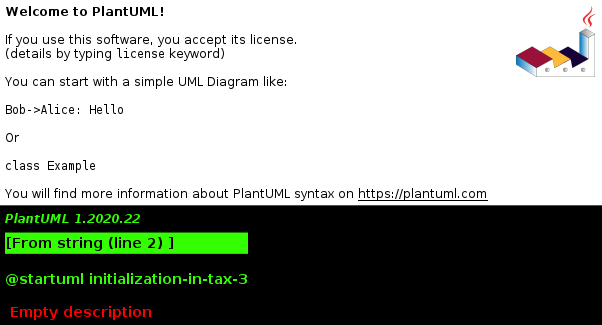 Welcome to PlantUML!
If you use this software, you accept its license.
(details by typing license keyword)
You can start with a simple UML Diagram like:
Bob->Alice: Hello
Or
class Example
You will find more information about PlantUML syntax on https://plantuml.com
PlantUML 1.2020.22
[From string (line 2) ]
@startuml initialization-in-tax-3
Empty description